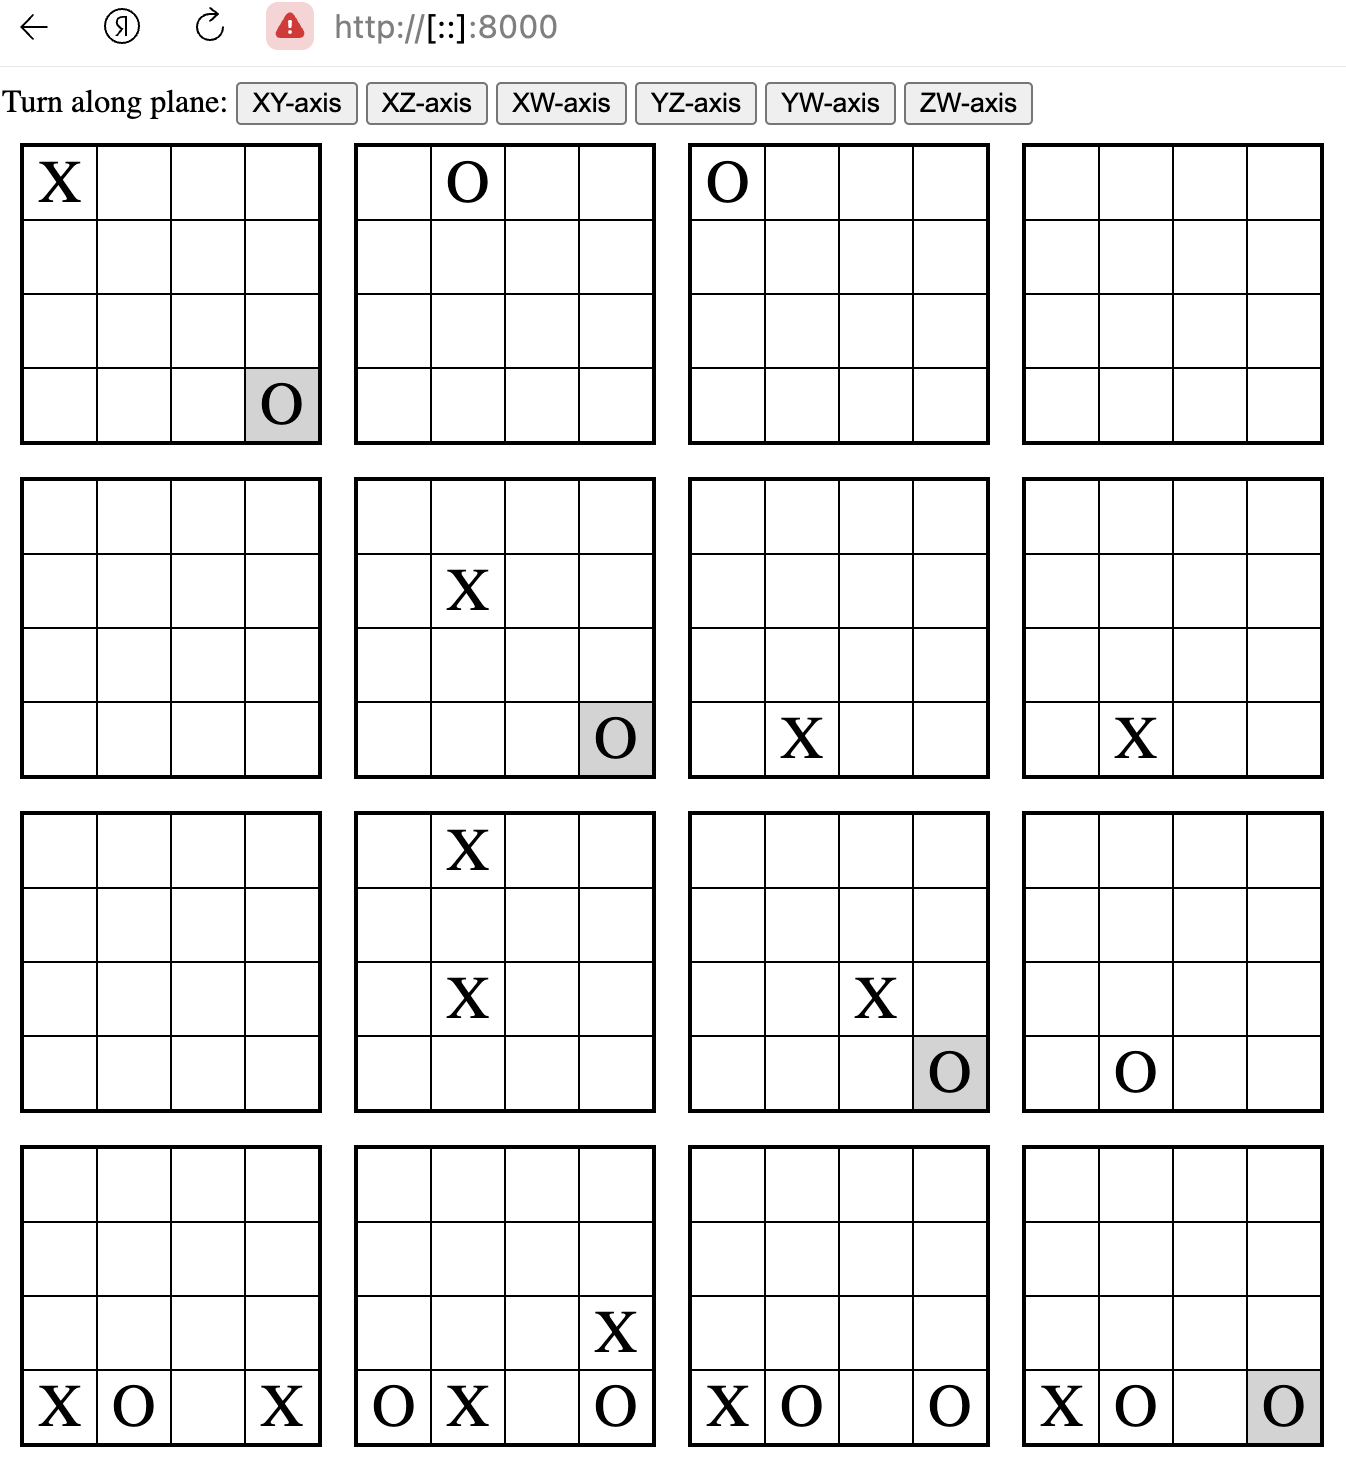 Я http://[::]:8000
Turn along plane: XY-axis XZ-axis XW-axis YZ-axis YW-axis ZW-axis
X O O
O
X
O X X
X
X X
O O
X
X O X O X O X O O X O O